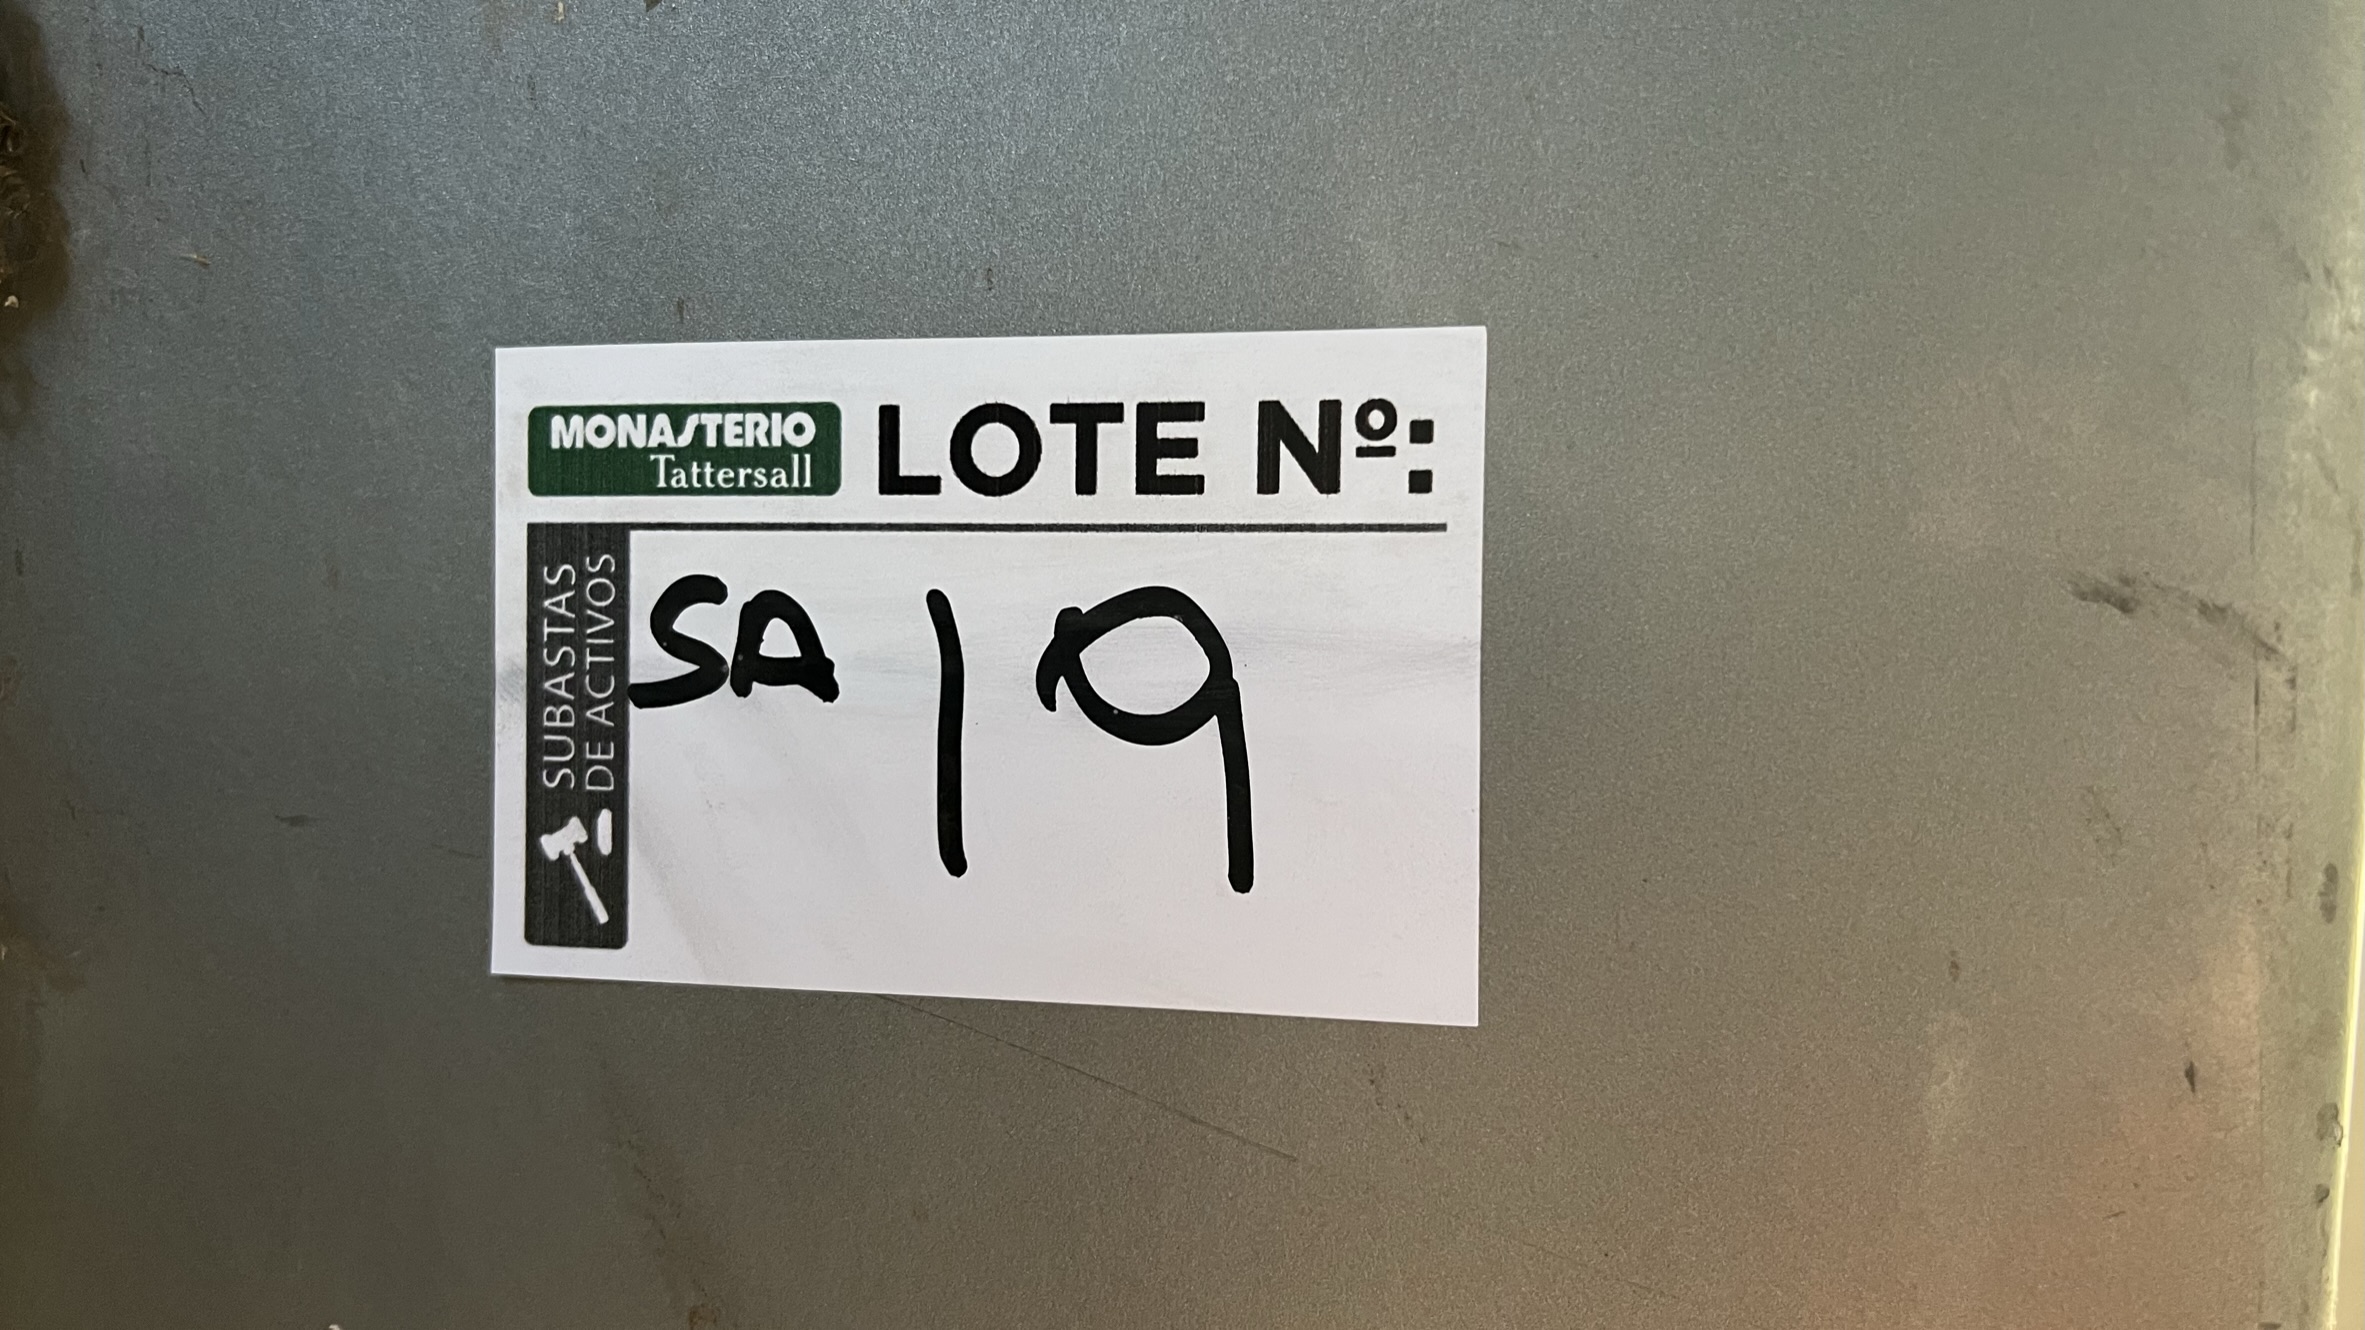 MONASTERIO
Tattersall
LOTE Nº:
SUBASTAS
DE ACTIVOS
SA 19